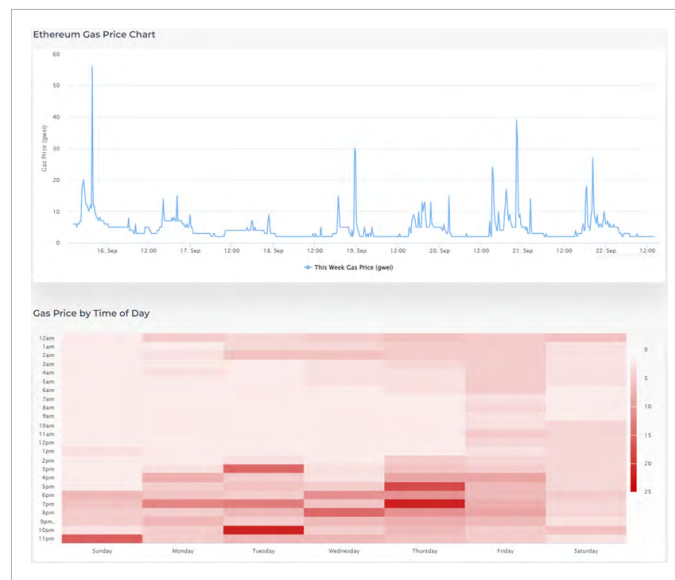 Ethereum Gas Price Chart
60
50
40
30
20
10
0
Gas Price (gwei)
16. Sep 12:00 17. Sep 12:00 18. Sep 12:00 19. Sep 12:00 20. Sep 12:00 21. Sep 12:00 22. Sep 12:00
This Week Gas Price (gwei)
Gas Price by Time of Day
12am
1am
2am
3am
4am
5am
6am
7am
8am
9am
10am
11am
12pm
1pm
2pm
3pm
4pm
5pm
6pm
7pm
8pm
9pm
10pm
11pm
Sunday Monday Tuesday Wednesday Thursday Friday Saturday
0
5
10
15
20
25